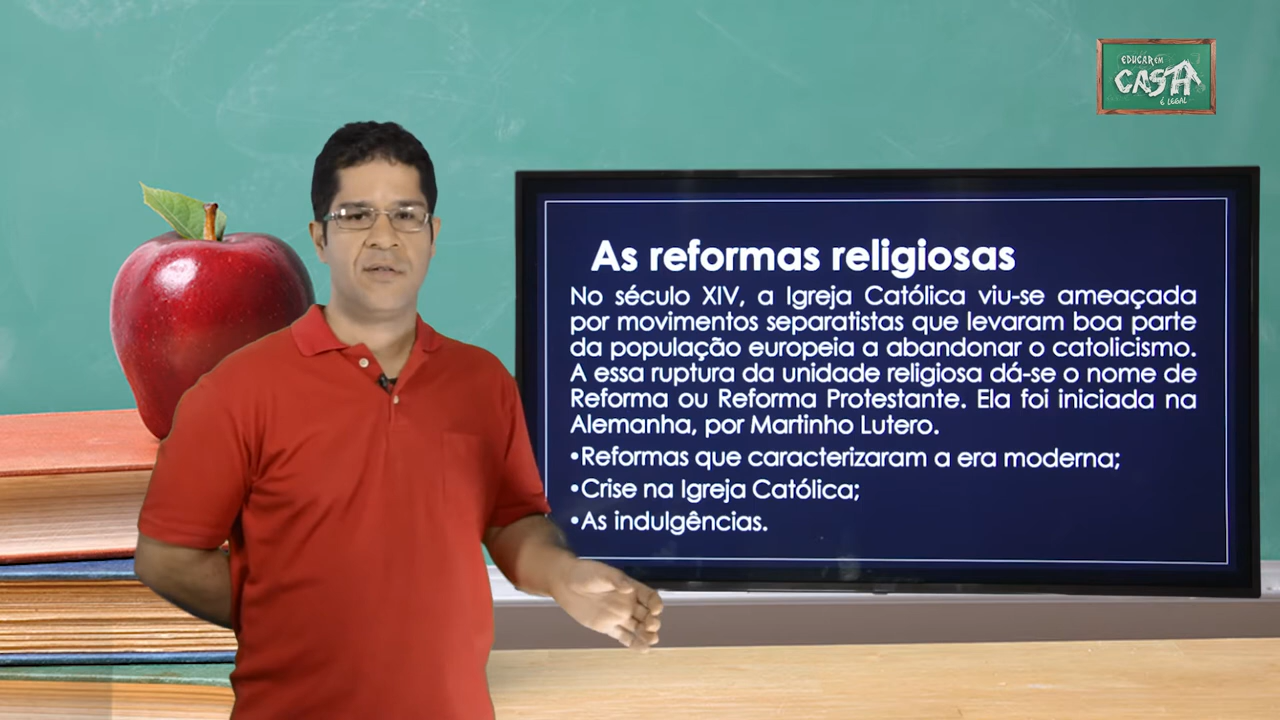 EDUCAR EM
CASA
É LEGAL
As reformas religiosas
No século XIV, a Igreja Católica viu-se ameaçada
por movimentos separatistas que levaram boa parte
da população europeia a abandonar o catolicismo.
A essa ruptura da unidade religiosa dá-se o nome de
Reforma ou Reforma Protestante. Ela foi iniciada na
Alemanha, por Martinho Lutero.
•Reformas que caracterizaram a era moderna;
•Crise na Igreja Católica;
•As indulgências.